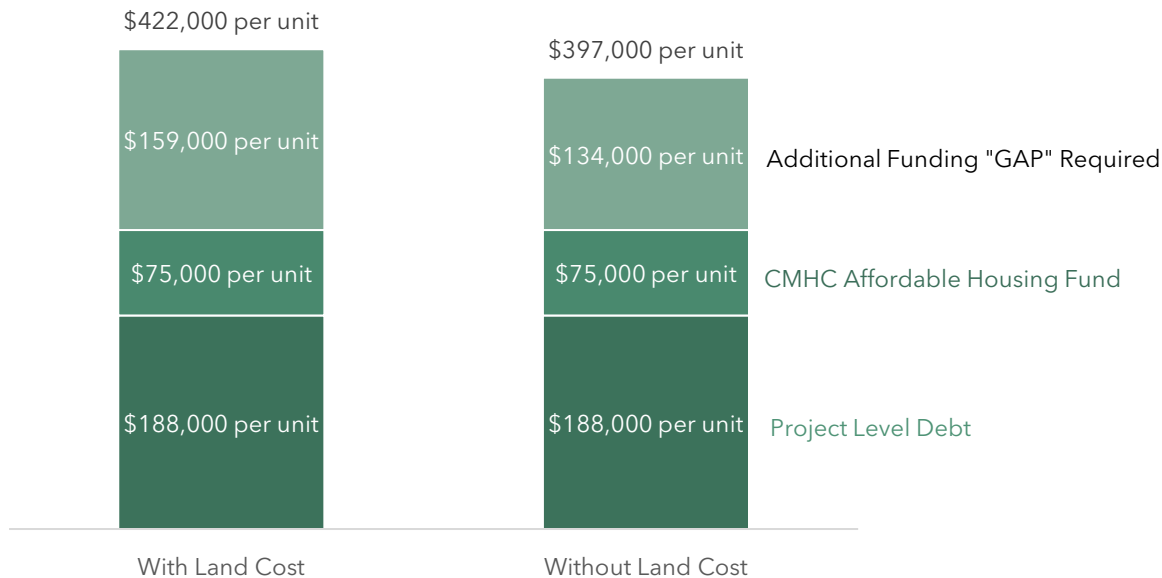 $422,000 per unit
$397,000 per unit
$159,000 per unit
$134,000 per unit
Additional Funding "GAP" Required
$75,000 per unit
$75,000 per unit
CMHC Affordable Housing Fund
$188,000 per unit
$188,000 per unit
Project Level Debt
With Land Cost
Without Land Cost